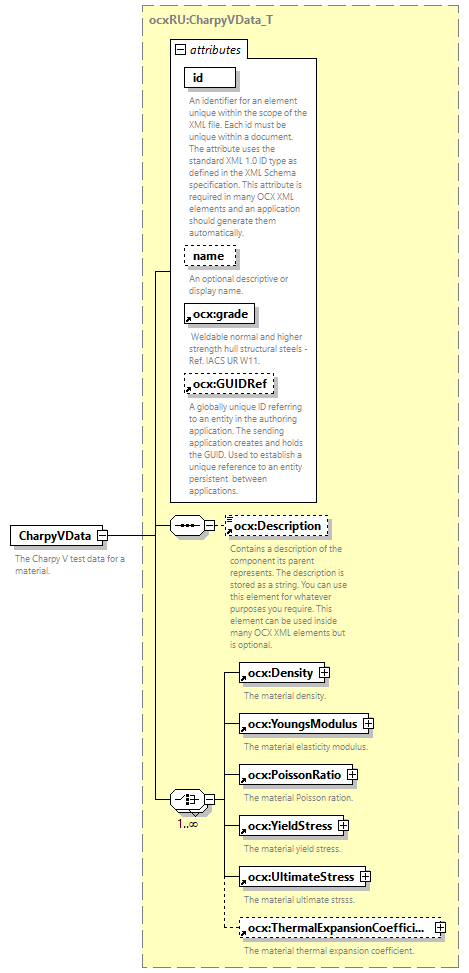 ocxRU:CharpyVData_T
attributes
id
An identifier for an element
unique within the scope of the
XML file. Each id must be
unique within a document.
The attribute uses the
standard XML 1.0 ID type as
defined in the XML Schema
specification. This attribute is
required in many OCX XML
elements and an application
should generate them
automatically.
name
An optional descriptive or
display name.
ocx:grade
Weldable normal and higher
strength hull structural steels -
Ref. IACS UR W11.
ocx:GUIDRef
A globally unique ID referring
to an entity in the authoring
application. The sending
application creates and holds
the GUID. Used to establish a
unique reference to an entity
persistent between
applications.
CharpyVData
The Charpy V test data for a
material.
ocx:Description
Contains a description of the
component its parent
represents. The description is
stored as a string. You can use
this element for whatever
purposes you require. This
element can be used inside
many OCX XML elements but
is optional.
ocx:Density
The material density.
ocx:YoungsModulus
The material elasticity modulus.
ocx:PoissonRatio
The material Poisson ration.
1..∞
ocx:YieldStress
The material yield stress.
ocx:UltimateStress
The material ultimate strsss.
ocx:ThermalExpansionCoeffici...
The material thermal expansion coefficient.